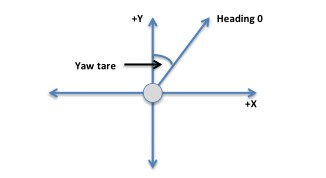 +Y
Heading 0
Yaw tare
+X